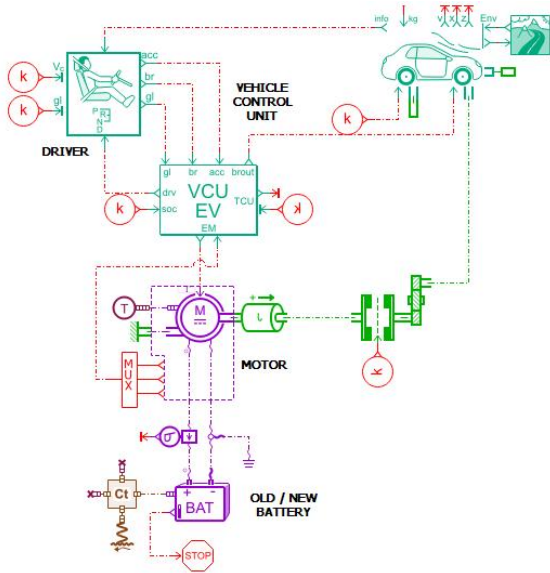 info
kg
v
x
z
Env
acc
br
gl
k
gl
k
P
R
N
D
DRIVER
VEHICLE
CONTROL
UNIT
k
gl
br
acc
brout
drv
VCU
EV
TCU
k
soc
k
EM
T
M
MUX
MOTOR
k
Ct
+
-
BAT
OLD / NEW
BATTERY
STOP